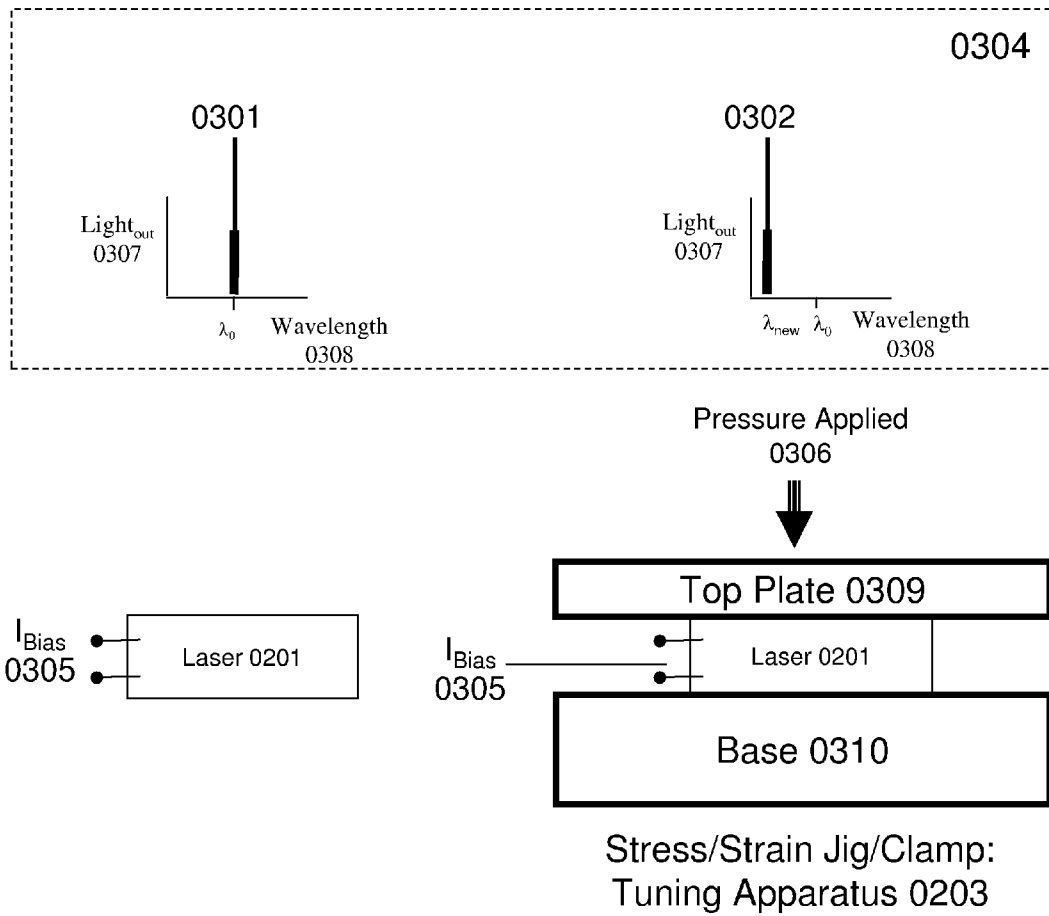 0304
0301
Light_out
0307
λ_0
Wavelength
0308
0302
Light_out
0307
λ_new λ_0
Wavelength
0308
Pressure Applied
0306
I_Bias
0305
Laser 0201
Top Plate 0309
I_Bias
0305
Laser 0201
Base 0310
Stress/Strain Jig/Clamp:
Tuning Apparatus 0203